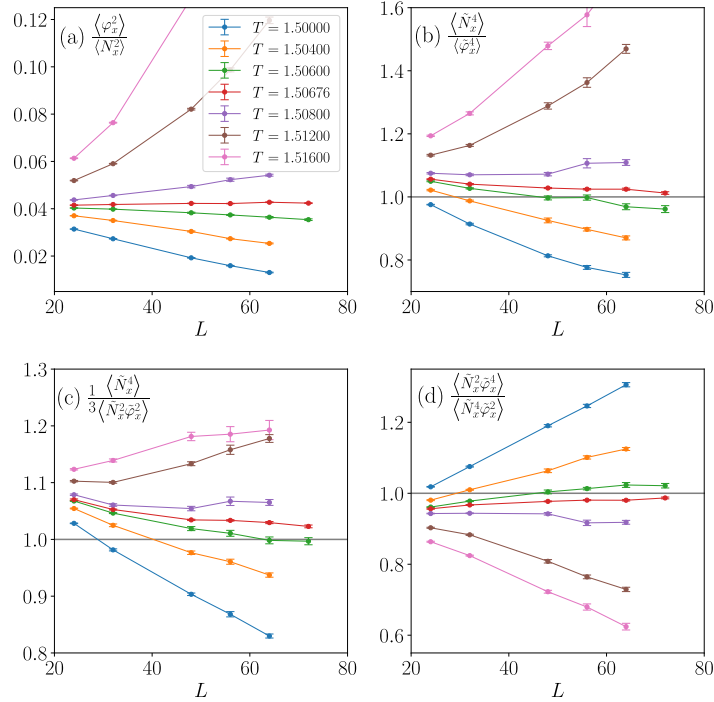 (a) ⟨φ_x^2⟩/⟨N_x^2⟩
T = 1.50000
T = 1.50400
T = 1.50600
T = 1.50676
T = 1.50800
T = 1.51200
T = 1.51600
0.12
0.10
0.08
0.06
0.04
0.02
20 40 60 80
L
(b) ⟨Ñ_x^4⟩/⟨φ̃_x^4⟩
1.6
1.4
1.2
1.0
0.8
20 40 60 80
L
(c) 1/3 ⟨Ñ_x^4⟩/⟨Ñ_x^2 φ̃_x^2⟩
1.3
1.2
1.1
1.0
0.9
0.8
20 40 60 80
L
(d) ⟨Ñ_x^2 φ̃_x^4⟩/⟨Ñ_x^4 φ̃_x^2⟩
1.2
1.0
0.8
0.6
20 40 60 80
L